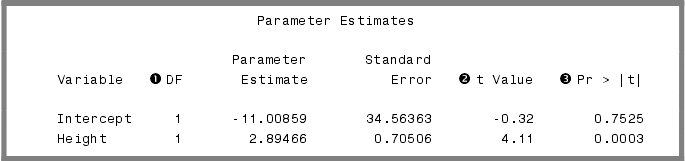 Parameter Estimates
Parameter Standard
Variable ❶ DF Estimate Error ❷ t Value ❸ Pr > |t|
Intercept 1 -11.00859 34.56363 -0.32 0.7525
Height 1 2.89466 0.70506 4.11 0.0003